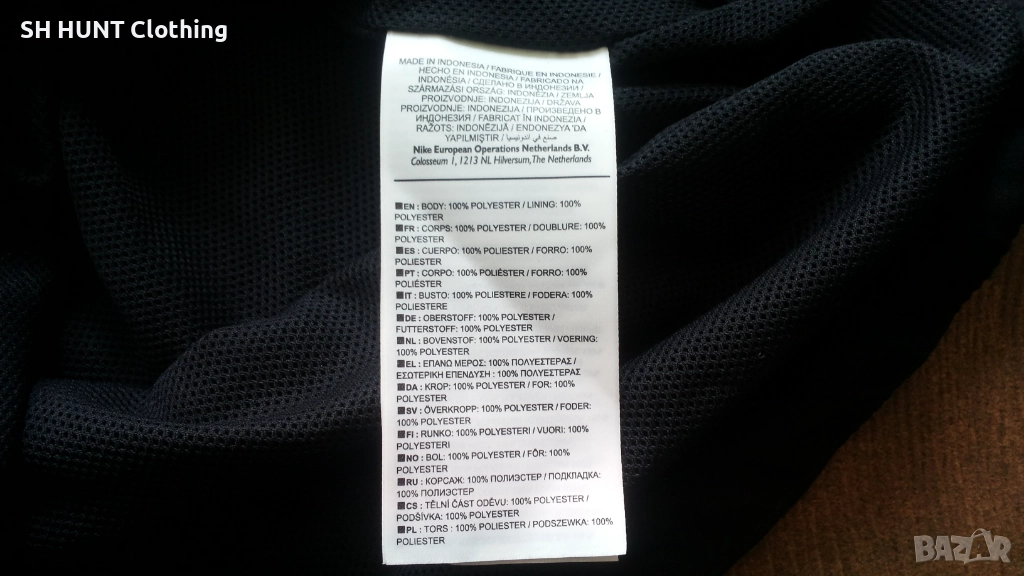 SH HUNT Clothing
MADE IN INDONESIA / FABRIQUE EN INDONESIE /
HECHO EN INDONESIA / FABRICADO NA
INDONÉSIA / СДЕЛАНО В ИНДОНЕЗИИ /
SZÁRMAZÁSI ORSZÁG: INDONÉZIA / ZEMLJA
PROIZVODNJE: INDONEZIJA / DRŽAVA
PROIZVODNJE: INDONEZIJA / ПРОИЗВЕДЕНО В
ИНДОНЕЗИЯ / FABRICAT ÎN INDONEZIA /
RAŽOTS: INDONĒZIJĀ / ENDONEZYA'DA
YAPILMIŞTIR / صنع في اندونيسيا
Nike European Operations Netherlands B.V.
Colosseum 1, 1213 NL Hilversum, The Netherlands
EN : BODY: 100% POLYESTER / LINING: 100%
POLYESTER
FR : CORPS: 100% POLYESTER / DOUBLURE: 100%
POLYESTER
ES : CUERPO: 100% POLIESTER / FORRO: 100%
POLIESTER
PT : CORPO: 100% POLIÉSTER / FORRO: 100%
POLIÉSTER
IT : BUSTO: 100% POLIESTERE / FODERA: 100%
POLIESTERE
DE : OBERSTOFF: 100% POLYESTER /
FUTTERSTOFF: 100% POLYESTER
NL : BOVENSTOF: 100% POLYESTER / VOERING:
100% POLYESTER
EL : ΕΠΑΝΩ ΜΕΡΟΣ: 100% ΠΟΛΥΕΣΤΕΡΑΣ /
ΕΣΩΤΕΡΙΚΗ ΕΠΕΝΔΥΣΗ : 100% ΠΟΛΥΕΣΤΕΡΑΣ
DA : KROP: 100% POLYESTER / FOR: 100%
POLYESTER
SV : ÖVERKROPP: 100% POLYESTER / FODER:
100% POLYESTER
FI : RUNKO: 100% POLYESTERI / VUORI: 100%
POLYESTERI
NO : BOL: 100% POLYESTER / FÔR: 100%
POLYESTER
RU : КОРСАЖ: 100% ПОЛИЭСТЕР / ПОДКЛАДКА:
100% ПОЛИЭСТЕР
CS : TĚLNÍ ČÁST ODĚVU: 100% POLYESTER /
PODŠÍVKA: 100% POLYESTER
PL : TORS : 100% POLIESTER / PODSZEWKA: 100%
POLIESTER
BAZAR